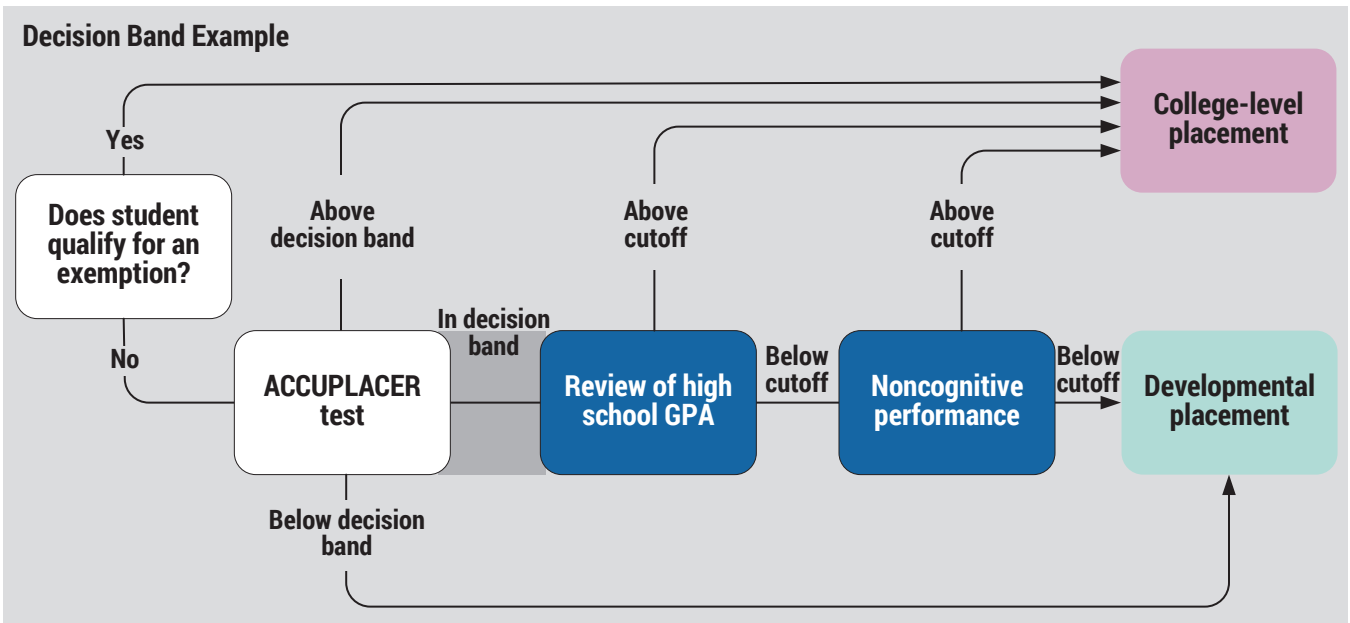 Decision Band Example
College-level
placement
Yes
Does student
qualify for an
exemption?
Above
decision band
Above
cutoff
Above
cutoff
No
ACCUPLACER
test
In decision
band
Review of high
school GPA
Below
cutoff
Noncognitive
performance
Below
cutoff
Developmental
placement
Below decision
band